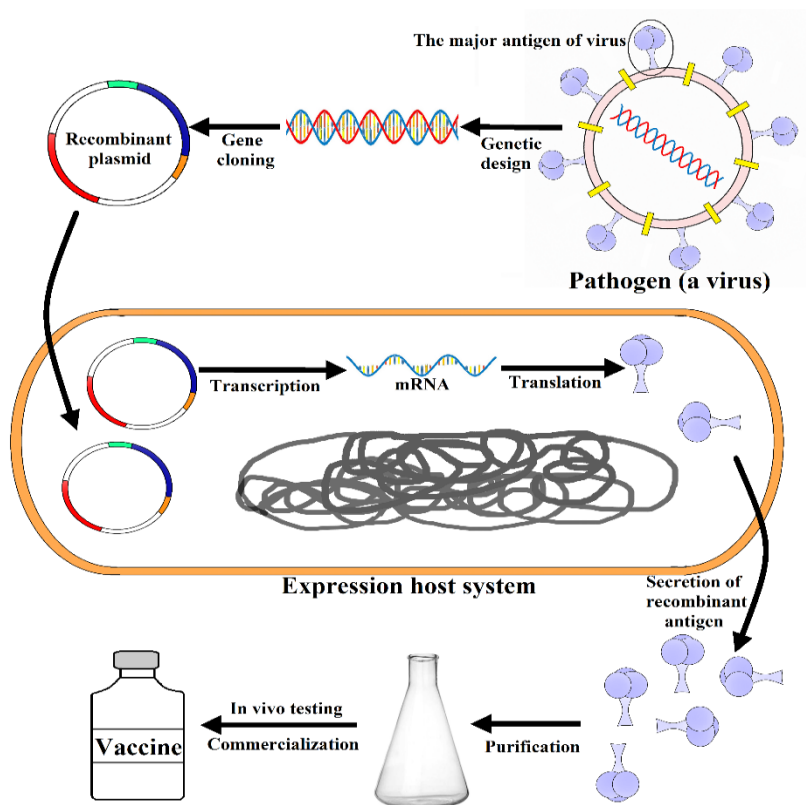 The major antigen of virus
Recombinant
plasmid
Gene
cloning
Genetic
design
Pathogen (a virus)
Transcription
mRNA
Translation
Expression host system
Secretion of
recombinant
antigen
In vivo testing
Commercialization
Purification
Vaccine